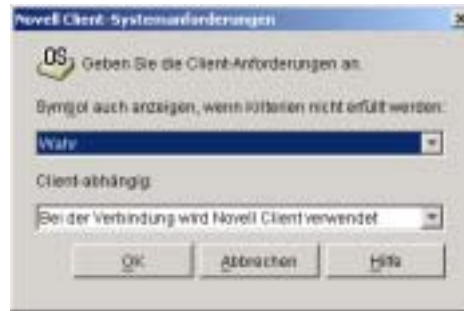 Novell Client-Systemanforderungen
OS
Geben Sie die Client-Anforderungen an.
Symbol auch anzeigen, wenn Kriterien nicht erfüllt werden:
Wahr
Client-abhängig:
Bei der Verbindung wird Novell Client verwendet
OK
Abbrechen
Hilfe